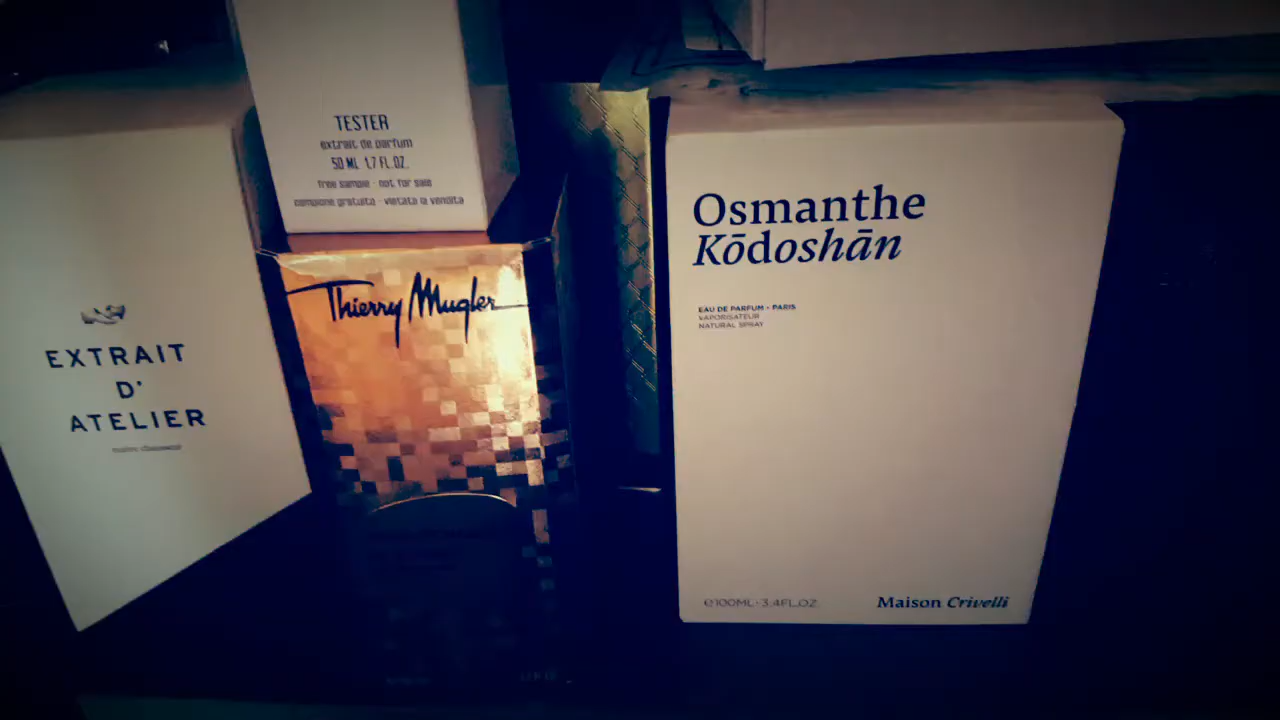 TESTER
extrait de parfum
50 ML 1.7 FL.OZ.
free sample - not for sale
campione gratuito - vietata la vendita
EXTRAIT
D'
ATELIER
Thierry Mugler
Osmanthe
Kōdoshān
EAU DE PARFUM - PARIS
VAPORISATEUR
NATURAL SPRAY
℮100ML - 3.4FL.OZ
Maison Crivelli